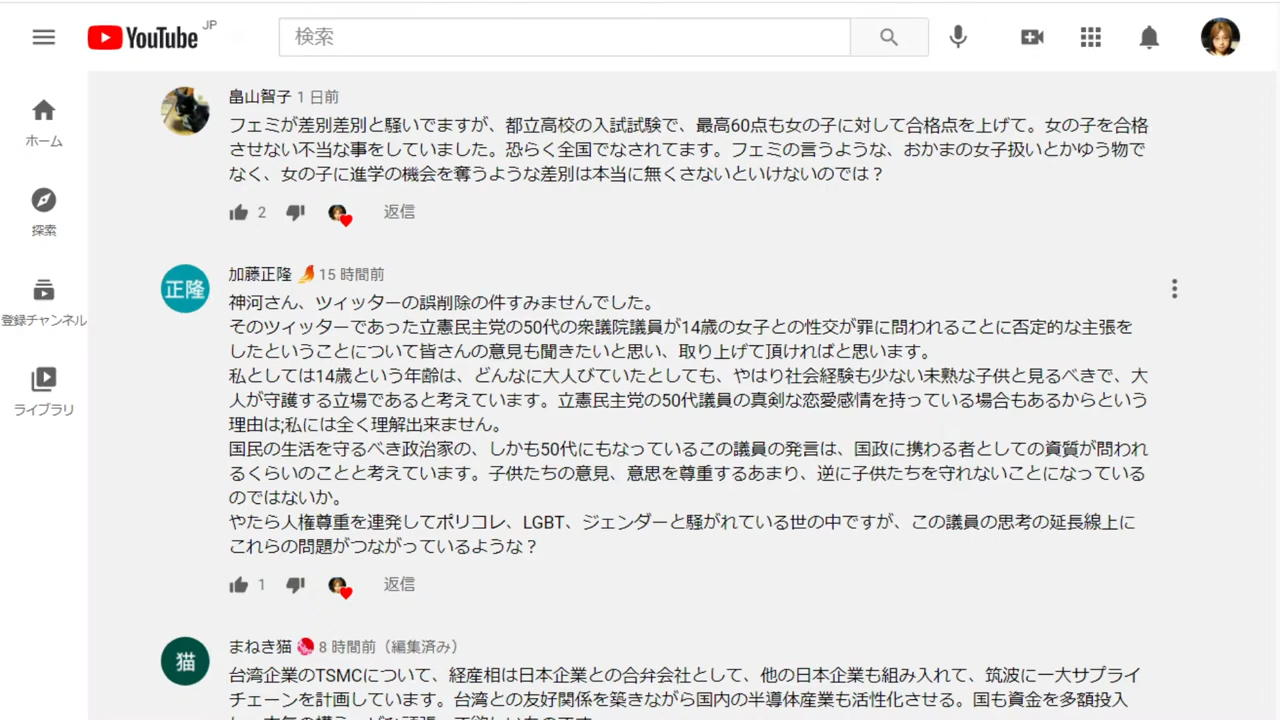 YouTube JP
検索
ホーム
探索
登録チャンネル
ライブラリ
畠山智子 1 日前
フェミが差別差別と騒いでますが、都立高校の入試試験で、最高60点も女の子に対して合格点を上げて。女の子を合格
させない不当な事をしていました。恐らく全国でなされてます。フェミの言うような、おかまの女子扱いとかゆう物で
なく、女の子に進学の機会を奪うような差別は本当に無くさないといけないのでは？
2 返信
正隆
加藤正隆 15 時間前
神河さん、ツィッターの誤削除の件すみませんでした。
そのツィッターであった立憲民主党の50代の衆議院議員が14歳の女子との性交が罪に問われることに否定的な主張を
したということについて皆さんの意見も聞きたいと思い、取り上げて頂ければと思います。
私としては14歳という年齢は、どんなに大人びていたとしても、やはり社会経験も少ない未熟な子供と見るべきで、大
人が守護する立場であると考えています。立憲民主党の50代議員の真剣な恋愛感情を持っている場合もあるからという
理由は;私には全く理解出来ません。
国民の生活を守るべき政治家の、しかも50代にもなっているこの議員の発言は、国政に携わる者としての資質が問われ
るくらいのことと考えています。子供たちの意見、意思を尊重するあまり、逆に子供たちを守れないことになっている
のではないか。
やたら人権尊重を連発してポリコレ、LGBT、ジェンダーと騒がれている世の中ですが、この議員の思考の延長線上に
これらの問題がつながっているような？
1 返信
猫
まねき猫 8 時間前（編集済み）
台湾企業のTSMCについて、経産相は日本企業との合弁会社として、他の日本企業も組み入れて、筑波に一大サプライ
チェーンを計画しています。台湾との友好関係を築きながら国内の半導体産業も活性化させる。国も資金を多額投入